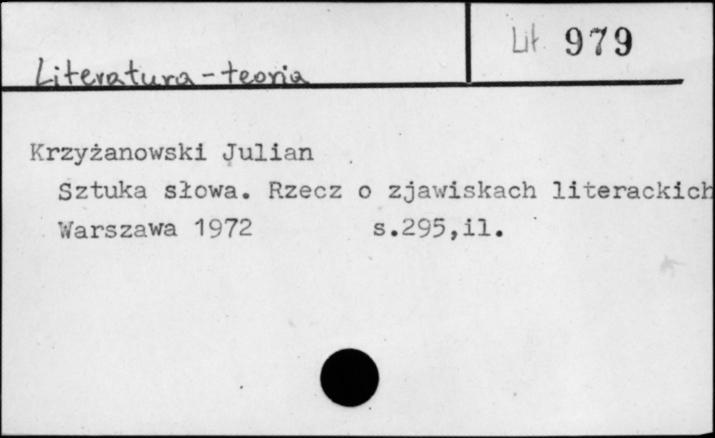 Lit. 979
Literatura - teoria
Krzyżanowski Julian
Sztuka słowa. Rzecz o zjawiskach literackich
Warszawa 1972 s.295,il.